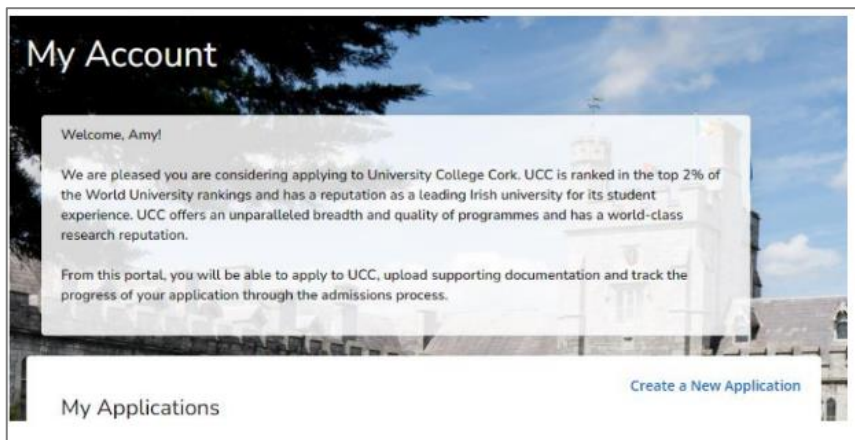 My Account
Welcome, Amy!
We are pleased you are considering applying to University College Cork. UCC is ranked in the top 2% of
the World University rankings and has a reputation as a leading Irish university for its student
experience. UCC offers an unparalleled breadth and quality of programmes and has a world-class
research reputation.
From this portal, you will be able to apply to UCC, upload supporting documentation and track the
progress of your application through the admissions process.
Create a New Application
My Applications